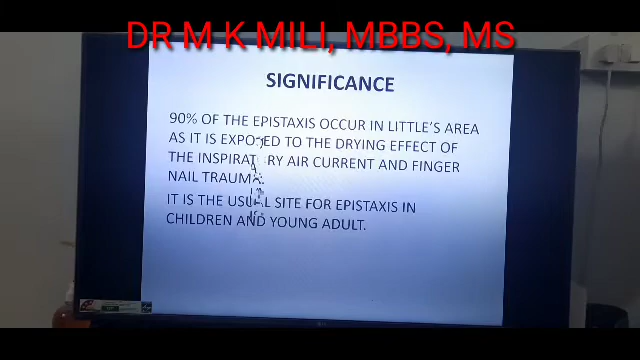 DR M K MILI, MBBS, MS
SIGNIFICANCE
90% OF THE EPISTAXIS OCCUR IN LITTLE'S AREA
AS IT IS EXPOSED TO THE DRYING EFFECT OF
THE INSPIRATORY AIR CURRENT AND FINGER
NAIL TRAUMA.
IT IS THE USUAL SITE FOR EPISTAXIS IN
CHILDREN AND YOUNG ADULT.